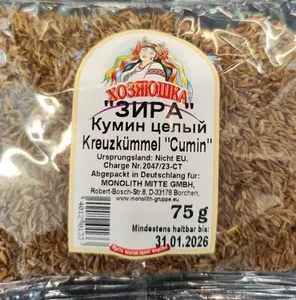 ХОЗЯЮШКА
"ЗИРА"
Кумин целый
Kreuzkümmel "Cumin"
Ursprungsland: Nicht EU.
Charge Nr.2047/23-CT
Abgepackt in Deutschland für:
MONOLITH MITTE GMBH,
Robert-Bosch-Str.8, D-33178 Borchen,
www.monolith-gruppe.eu
75 g
Mindestens haltbar bis:
31.01.2026